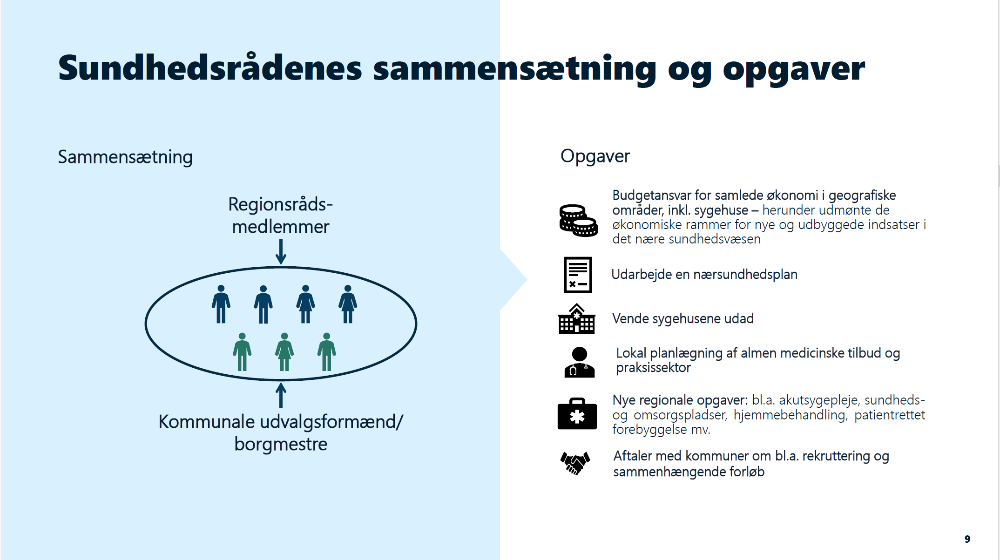 Sundhedsrådenes sammensætning og opgaver
Sammensætning
Regionsråds-
medlemmer
Kommunale udvalgsformænd/
borgmestre
Opgaver
Budgetansvar for samlede økonomi i geografiske
områder, inkl. sygehuse – herunder udmønte de
økonomiske rammer for nye og udbyggede indsatser i
det nære sundhedsvæsen
Udarbejde en nærsundhedsplan
Vende sygehusene udad
Lokal planlægning af almen medicinske tilbud og
praksissektor
Nye regionale opgaver: bl.a. akutsygepleje, sundheds-
og omsorgspladser, hjemmebehandling, patientrettet
forebyggelse mv.
Aftaler med kommuner om bl.a. rekruttering og
sammenhængende forløb
9